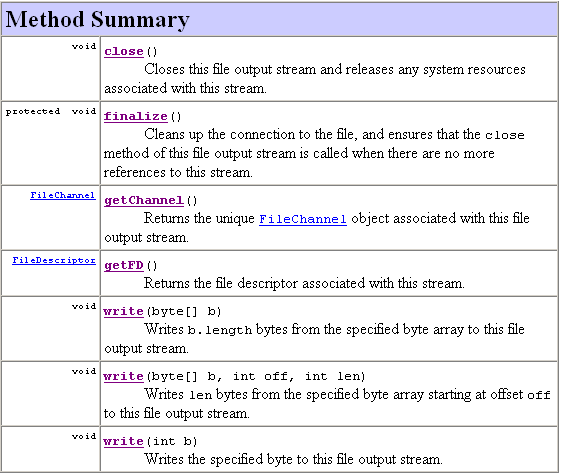 Method Summary
void close()
Closes this file output stream and releases any system resources
associated with this stream.
protected void finalize()
Cleans up the connection to the file, and ensures that the close
method of this file output stream is called when there are no more
references to this stream.
FileChannel getChannel()
Returns the unique FileChannel object associated with this file
output stream.
FileDescriptor getFD()
Returns the file descriptor associated with this stream.
void write(byte[] b)
Writes b.length bytes from the specified byte array to this file
output stream.
void write(byte[] b, int off, int len)
Writes len bytes from the specified byte array starting at offset off
to this file output stream.
void write(int b)
Writes the specified byte to this file output stream.